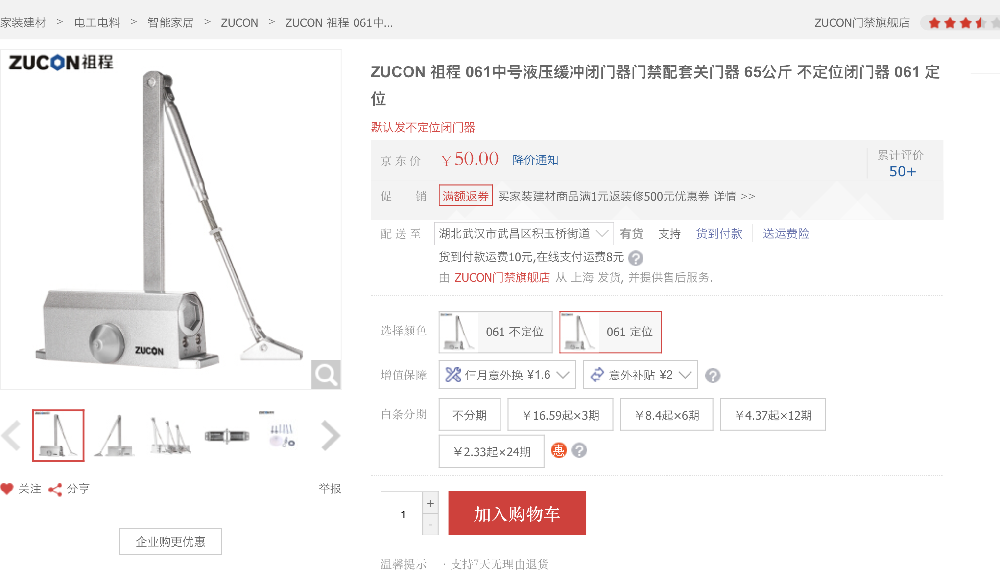 家装建材 > 电工电料 > 智能家居 > ZUCON > ZUCON 祖程 061中...
ZUCON门禁旗舰店
ZUCON祖程
ZUCON
ZUCON 祖程 061中号液压缓冲闭门器门禁配套关门器 65公斤 不定位闭门器 061 定
位
默认发不定位闭门器
京东价 ￥50.00 降价通知
累计评价
50+
促销 满额返券 买家装建材商品满1元返装修500元优惠券 详情 >>
配送至 湖北武汉市武昌区积玉桥街道 有货 支持 货到付款 送运费险
货到付款运费10元,在线支付运费8元 ?
由 ZUCON门禁旗舰店 从 上海 发货, 并提供售后服务.
选择颜色 061 不定位 061 定位
增值保障 仨月意外换 ¥1.6 意外补贴 ¥2 ?
白条分期 不分期 ￥16.59起×3期 ￥8.4起×6期 ￥4.37起×12期
￥2.33起×24期 惠 ?
关注 分享 举报
企业购更优惠
1 + -
加入购物车
温馨提示 · 支持7天无理由退货